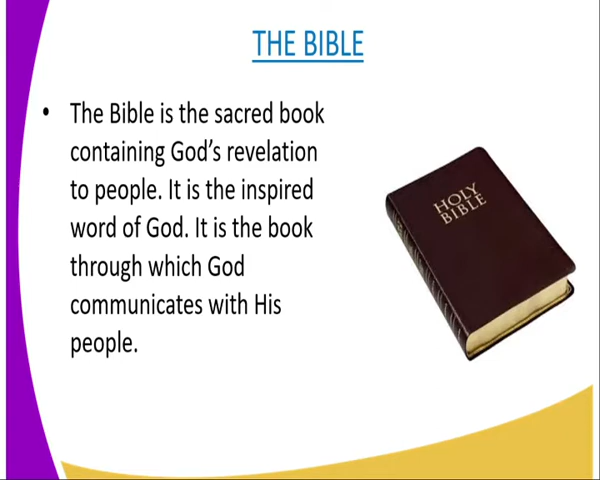 THE BIBLE
• The Bible is the sacred book
containing God’s revelation
to people. It is the inspired
word of God. It is the book
through which God
communicates with His
people.
HOLY
BIBLE